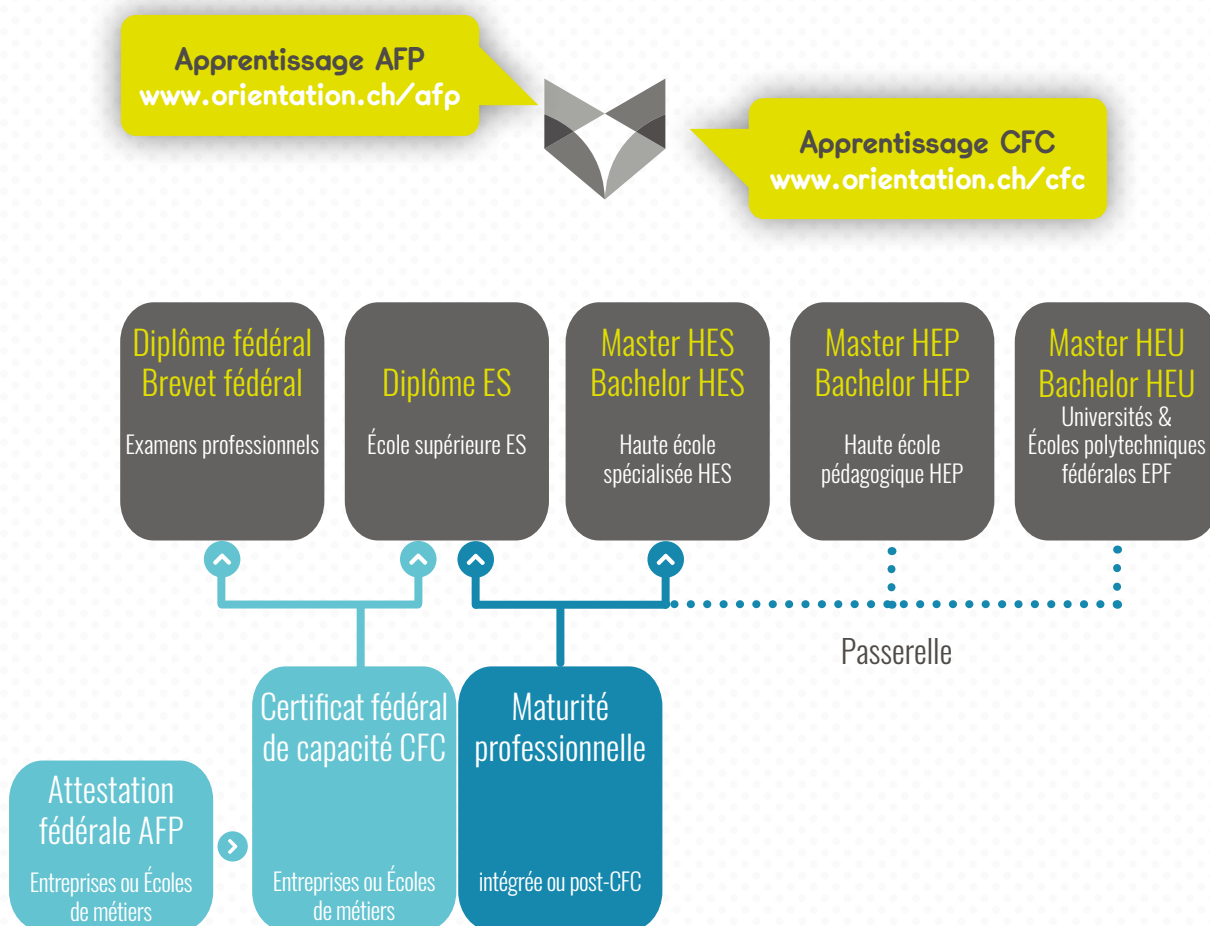 Apprentissage AFP
www.orientation.ch/afp
Apprentissage CFC
www.orientation.ch/cfc
Diplôme fédéral
Brevet fédéral
Examens professionnels
Diplôme ES
École supérieure ES
Master HES
Bachelor HES
Haute école
spécialisée HES
Master HEP
Bachelor HEP
Haute école
pédagogique HEP
Master HEU
Bachelor HEU
Universités &
Écoles polytechniques
fédérales EPF
Passerelle
Attestation
fédérale AFP
Entreprises ou Écoles
de métiers
Certificat fédéral
de capacité CFC
Entreprises ou Écoles
de métiers
Maturité
professionnelle
intégrée ou post-CFC